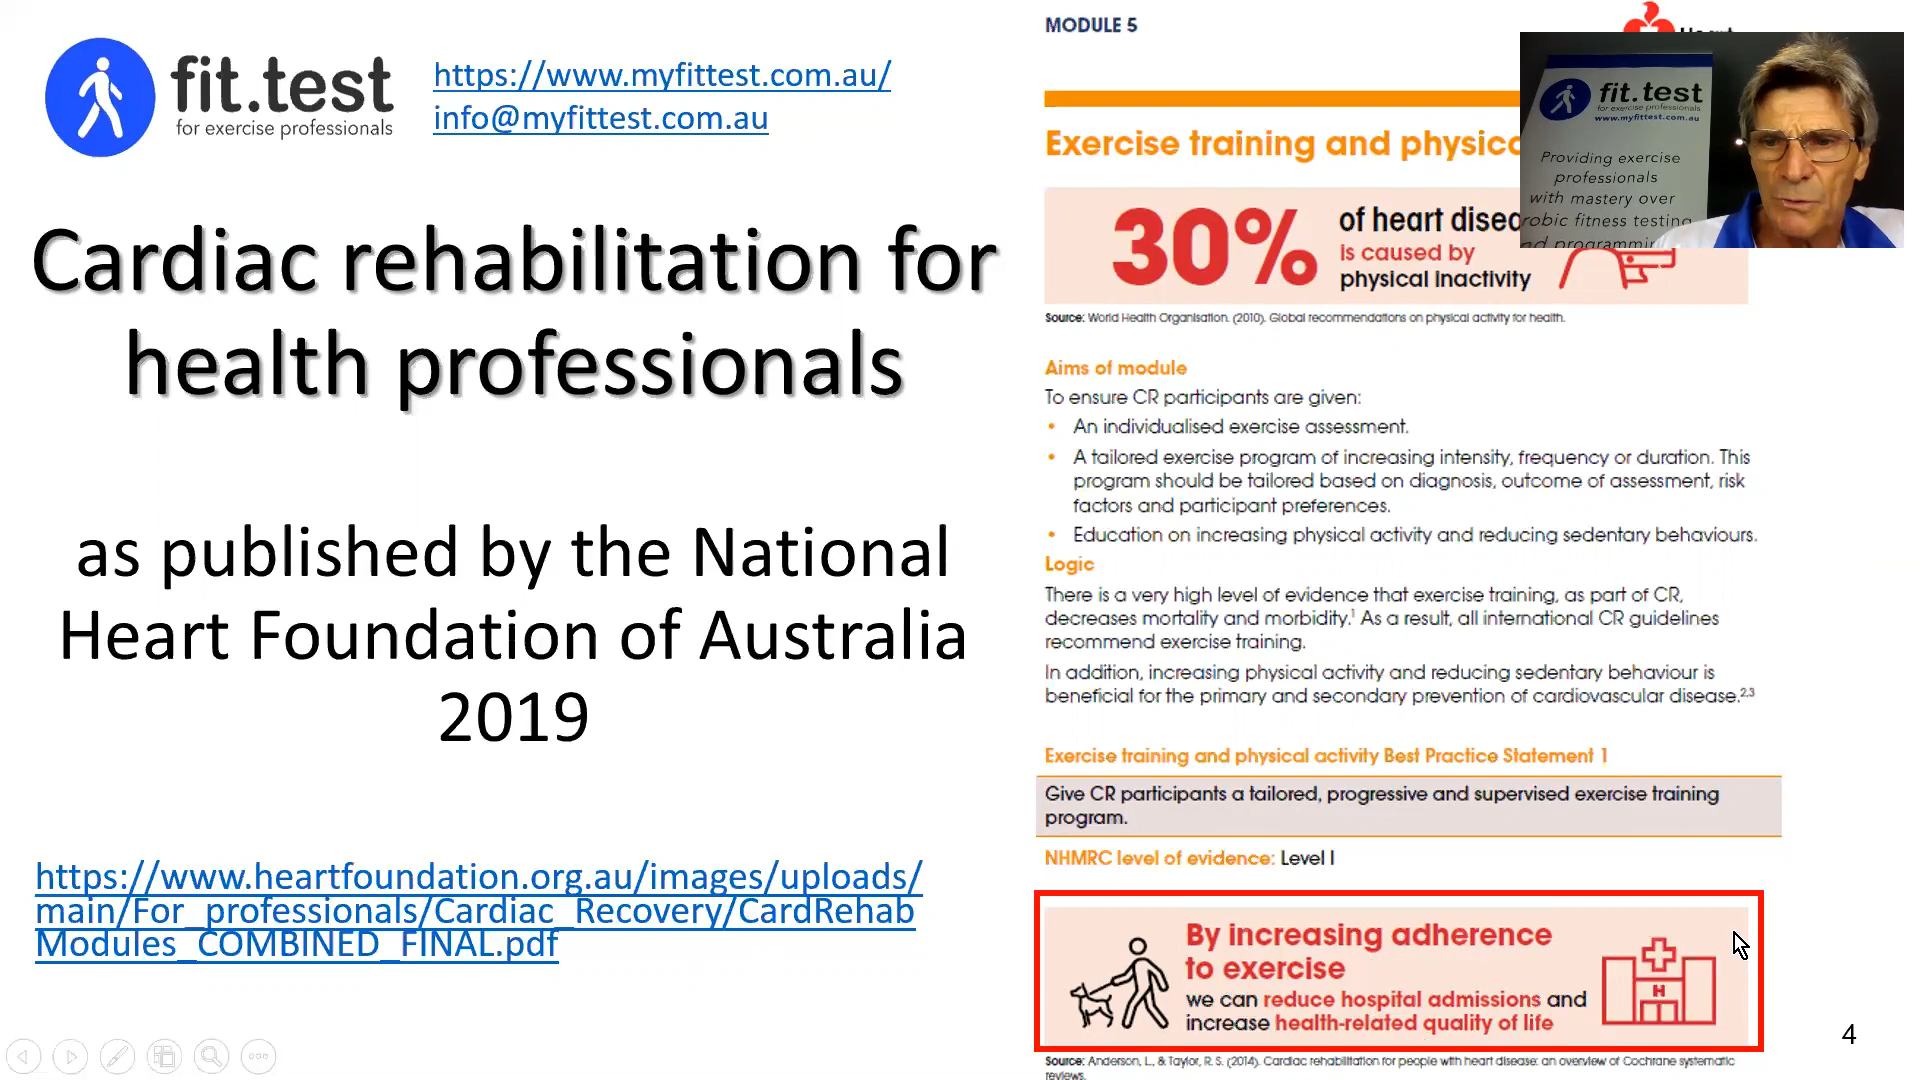 fit.test
for exercise professionals
https://www.myfittest.com.au/
info@myfittest.com.au
Cardiac rehabilitation for
health professionals
as published by the National
Heart Foundation of Australia
2019
https://www.heartfoundation.org.au/images/uploads/
main/For_professionals/Cardiac_Recovery/CardRehab
Modules_COMBINED_FINAL.pdf
MODULE 5
Exercise training and
30%
of heart
is caused by
physical inactivity
Source: World Health Organisation. (2010). Global recommendations on physical activity for health.
Aims of module
To ensure CR participants are given:
• An individualised exercise assessment.
• A tailored exercise program of increasing intensity, frequency or duration. This
program should be tailored based on diagnosis, outcome of assessment, risk
factors and participant preferences.
• Education on increasing physical activity and reducing sedentary behaviours.
Logic
There is a very high level of evidence that exercise training, as part of CR,
decreases mortality and morbidity.¹ As a result, all international CR guidelines
recommend exercise training.
In addition, increasing physical activity and reducing sedentary behaviour is
beneficial for the primary and secondary prevention of cardiovascular disease.²,³
Exercise training and physical activity Best Practice Statement 1
Give CR participants a tailored, progressive and supervised exercise training
program.
NHMRC level of evidence: Level I
By increasing adherence
to exercise
we can reduce hospital admissions and
increase health-related quality of life
H
Source: Anderson, L., & Taylor, R. S. (2014). Cardiac rehabilitation for people with heart disease: an overview of Cochrane systematic
reviews.
fit.test
for exercise professionals
www.myfittest.com.au
Providing exercise
professionals
with mastery over
fitness testing
4